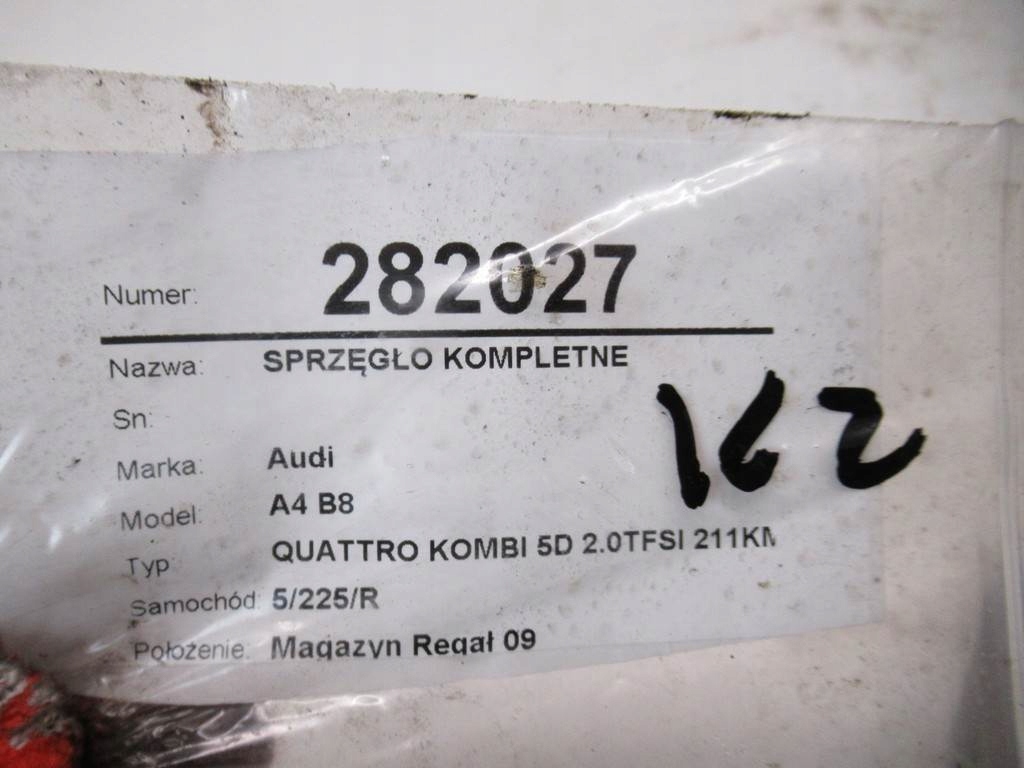 Numer: 282027
Nazwa: SPRZĘGŁO KOMPLETNE
Sn:
162
Marka: Audi
Model: A4 B8
Typ: QUATTRO KOMBI 5D 2.0TFSI 211KM
Samochód: 5/225/R
Położenie: Magazyn Regał 09